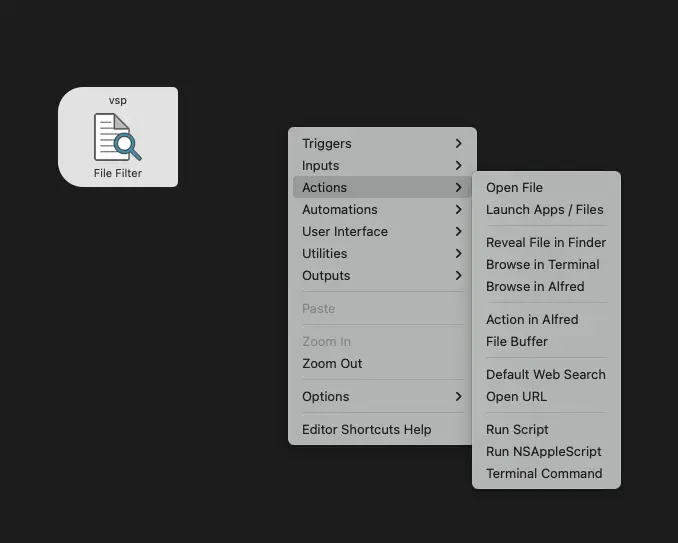 vsp
File Filter
Triggers
Inputs
Actions
Automations
User Interface
Utilities
Outputs
Paste
Zoom In
Zoom Out
Options
Editor Shortcuts Help
Open File
Launch Apps / Files
Reveal File in Finder
Browse in Terminal
Browse in Alfred
Action in Alfred
File Buffer
Default Web Search
Open URL
Run Script
Run NSAppleScript
Terminal Command